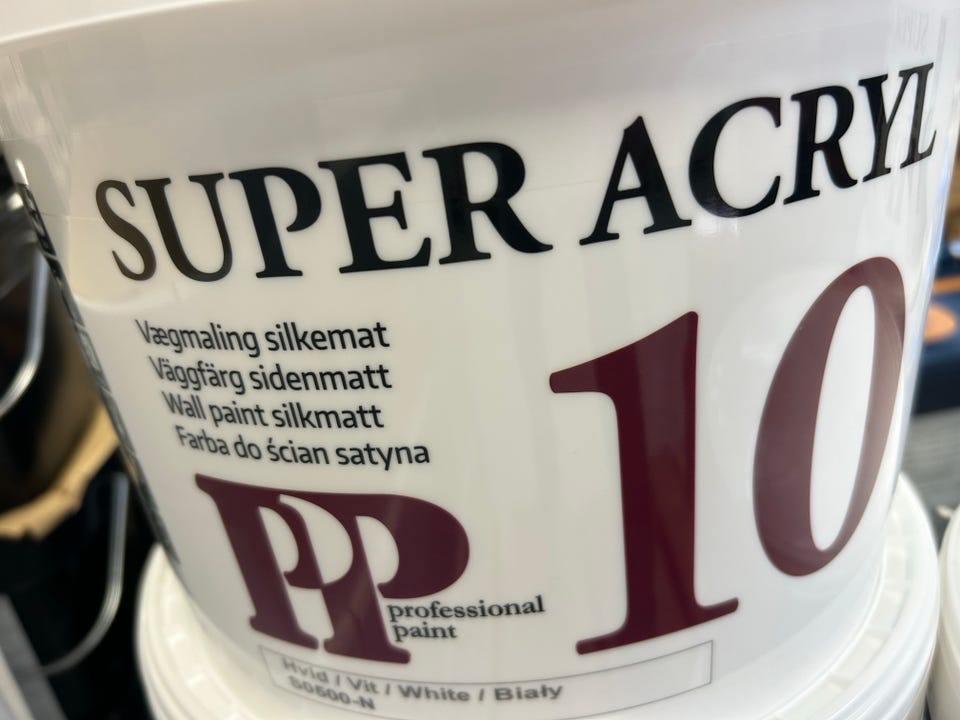 SUPER ACRYL
Vægmaling silkemat
Väggfärg sidenmatt
Wall paint silkmatt
Farba do ścian satyna
10
PP
professional
paint
Hvid / Vit / White / Biały
S0500-N